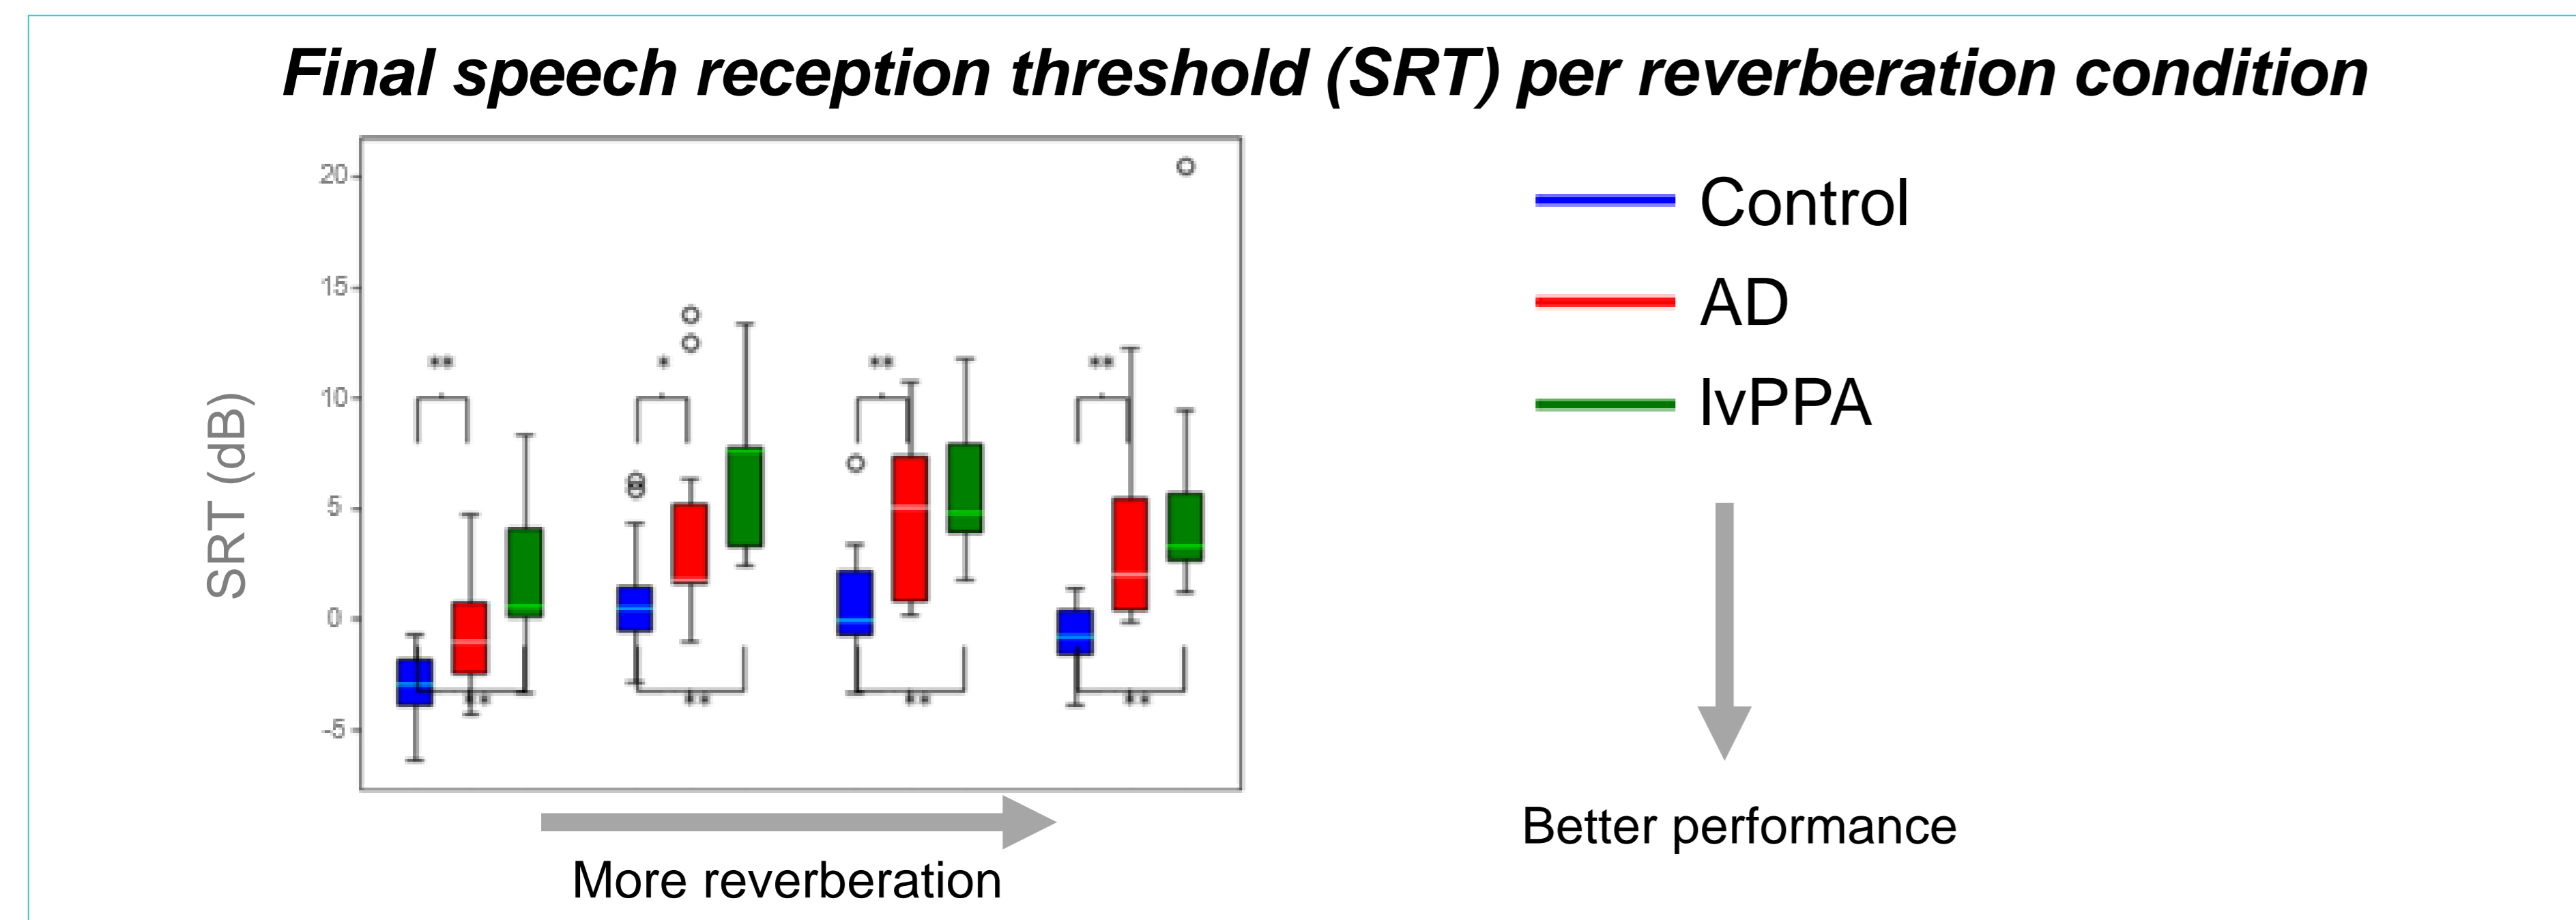 Final speech reception threshold (SRT) per reverberation condition
20
15
10
5
0
-5
SRT (dB)
**
*
**
**
**
**
**
**
More reverberation
Control
AD
lvPPA
Better performance